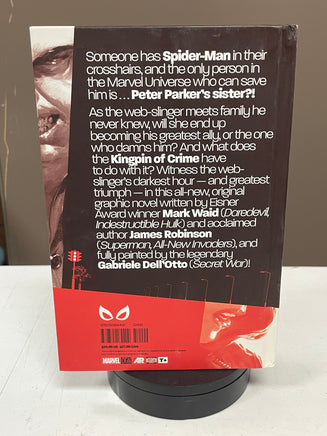 Someone has Spider-Man in their
crosshairs, and the only person in
the Marvel Universe who can save
him is ... Peter Parker's sister?!
As the web-slinger meets family he
never knew, will she end up
becoming his greatest ally, or the one
who damns him? And what does
the Kingpin of Crime have
to do with it? Witness the web-
slinger's darkest hour — and greatest
triumph — in this all-new, original
graphic novel written by Eisner
Award winner Mark Waid (Daredevil,
Indestructible Hulk) and acclaimed
author James Robinson
(Superman, All-New Invaders), and
fully painted by the legendary
Gabriele Dell'Otto (Secret War)!
MARVEL
AR
T+